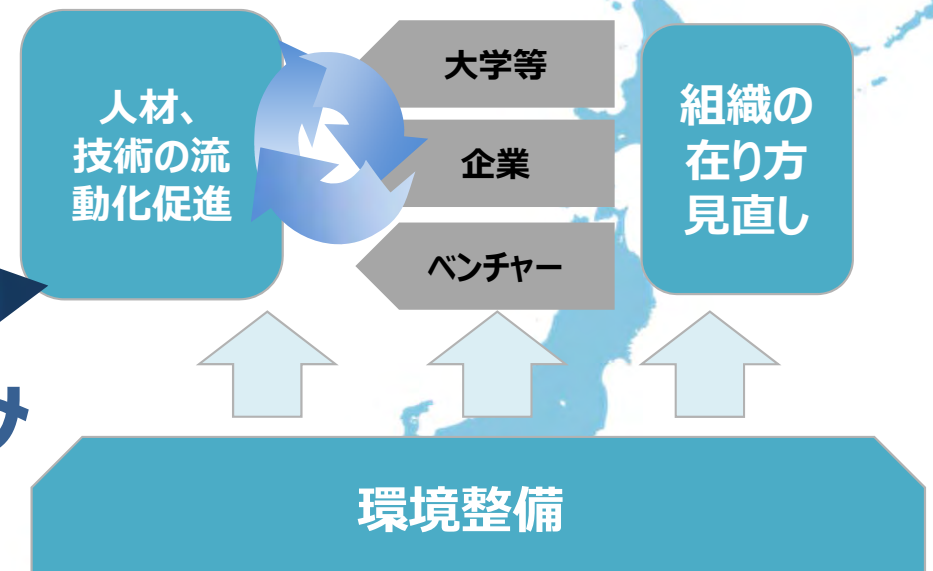 人材、
技術の流
動化促進
大学等
企業
ベンチャー
組織の
在り方
見直し
環境整備